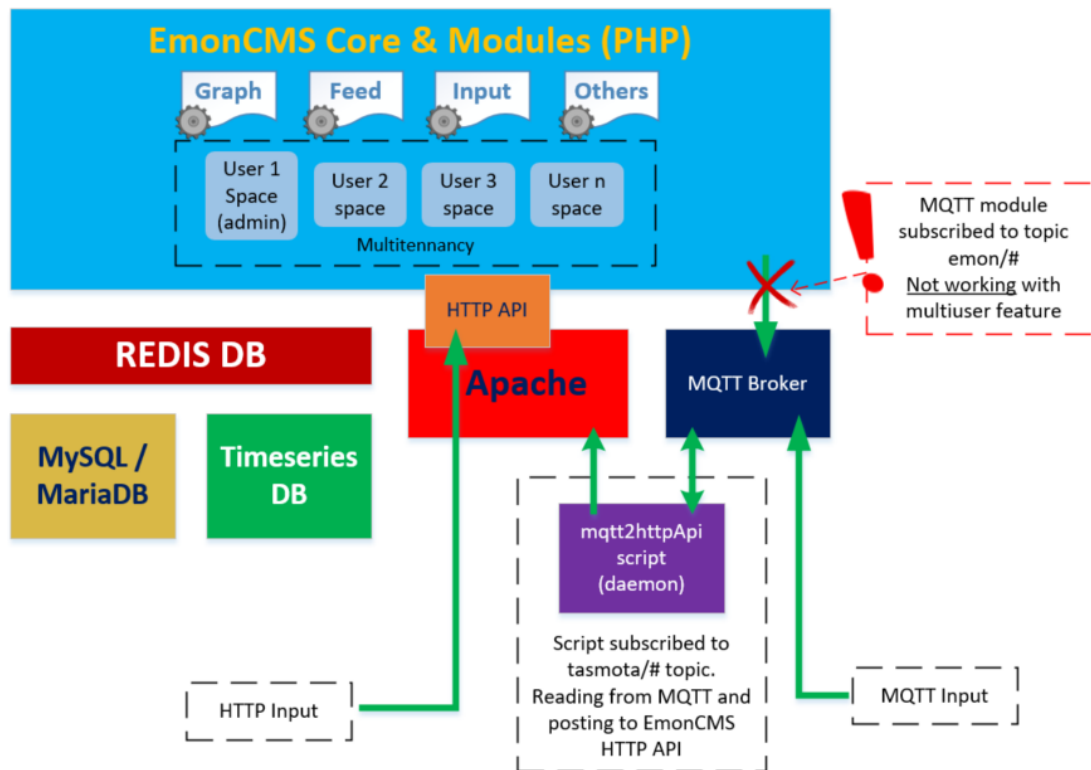 EmonCMS Core & Modules (PHP)
Graph
Feed
Input
Others
User 1
Space
(admin)
User 2
space
User 3
space
User n
space
Multitennancy
MQTT module
subscribed to topic
emon/#
Not working with
multiuser feature
HTTP API
REDIS DB
Apache
MQTT Broker
MySQL /
MariaDB
Timeseries
DB
mqtt2httpApi
script
(daemon)
Script subscribed to
tasmota/# topic.
Reading from MQTT and
posting to EmonCMS
HTTP API
HTTP Input
MQTT Input